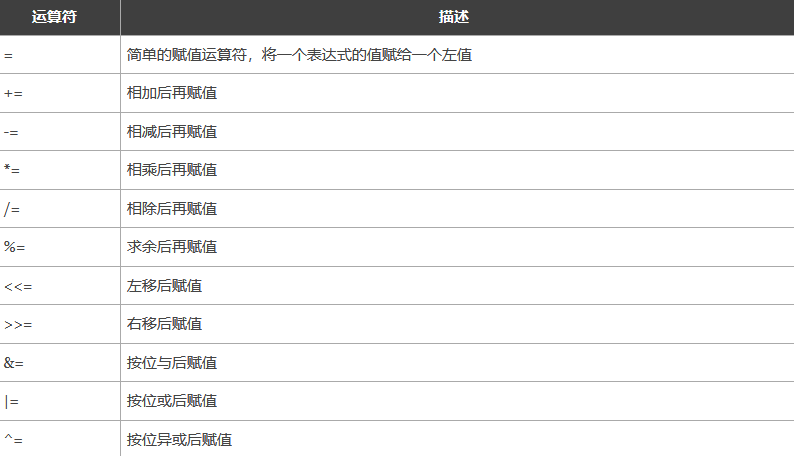 运算符 描述
= 简单的赋值运算符，将一个表达式的值赋给一个左值
+= 相加后再赋值
-= 相减后再赋值
*= 相乘后再赋值
/= 相除后再赋值
%= 求余后再赋值
<<= 左移后赋值
>>= 右移后赋值
&= 按位与后赋值
|= 按位或后赋值
^= 按位异或后赋值